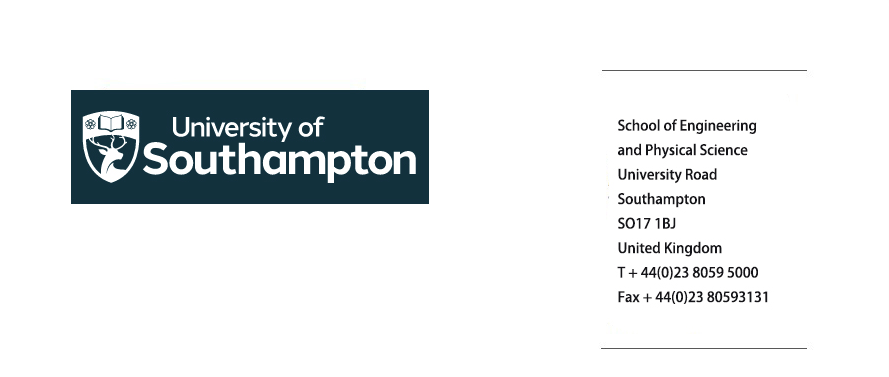 University of
Southampton
School of Engineering
and Physical Science
University Road
Southampton
SO17 1BJ
United Kingdom
T + 44(0)23 8059 5000
Fax + 44(0)23 80593131